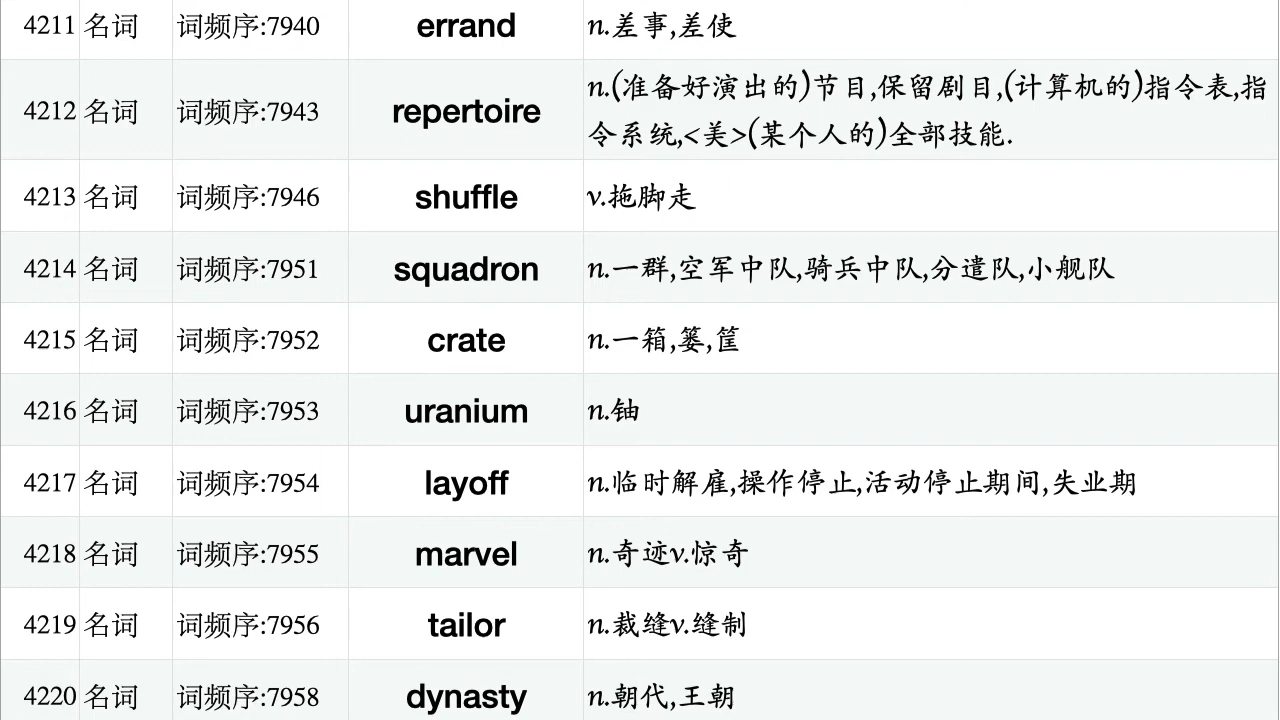 4211 名词 词频序:7940 errand n.差事,差使
4212 名词 词频序:7943 repertoire n.(准备好演出的)节目,保留剧目,(计算机的)指令表,指
令系统,<美>(某个人的)全部技能.
4213 名词 词频序:7946 shuffle v.拖脚走
4214 名词 词频序:7951 squadron n.一群,空军中队,骑兵中队,分遣队,小舰队
4215 名词 词频序:7952 crate n.一箱,篓,筐
4216 名词 词频序:7953 uranium n.铀
4217 名词 词频序:7954 layoff n.临时解雇,操作停止,活动停止期间,失业期
4218 名词 词频序:7955 marvel n.奇迹v.惊奇
4219 名词 词频序:7956 tailor n.裁缝v.缝制
4220 名词 词频序:7958 dynasty n.朝代,王朝